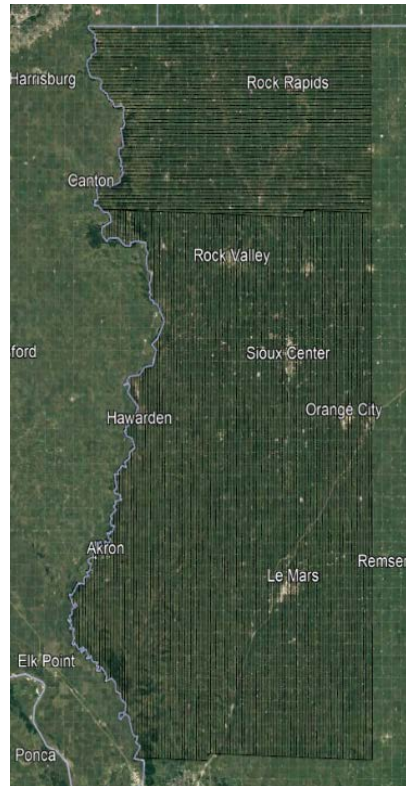 Harrisburg
Rock Rapids
Canton
Rock Valley
ford
Sioux Center
Orange City
Hawarden
Akron
Le Mars
Remsen
Elk Point
Ponca